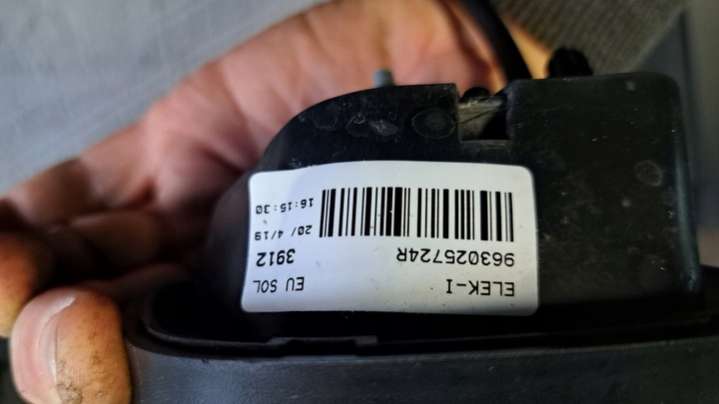 ELEK-I EU SOL
963025724R 3912
20/ 4/19
16:15:30